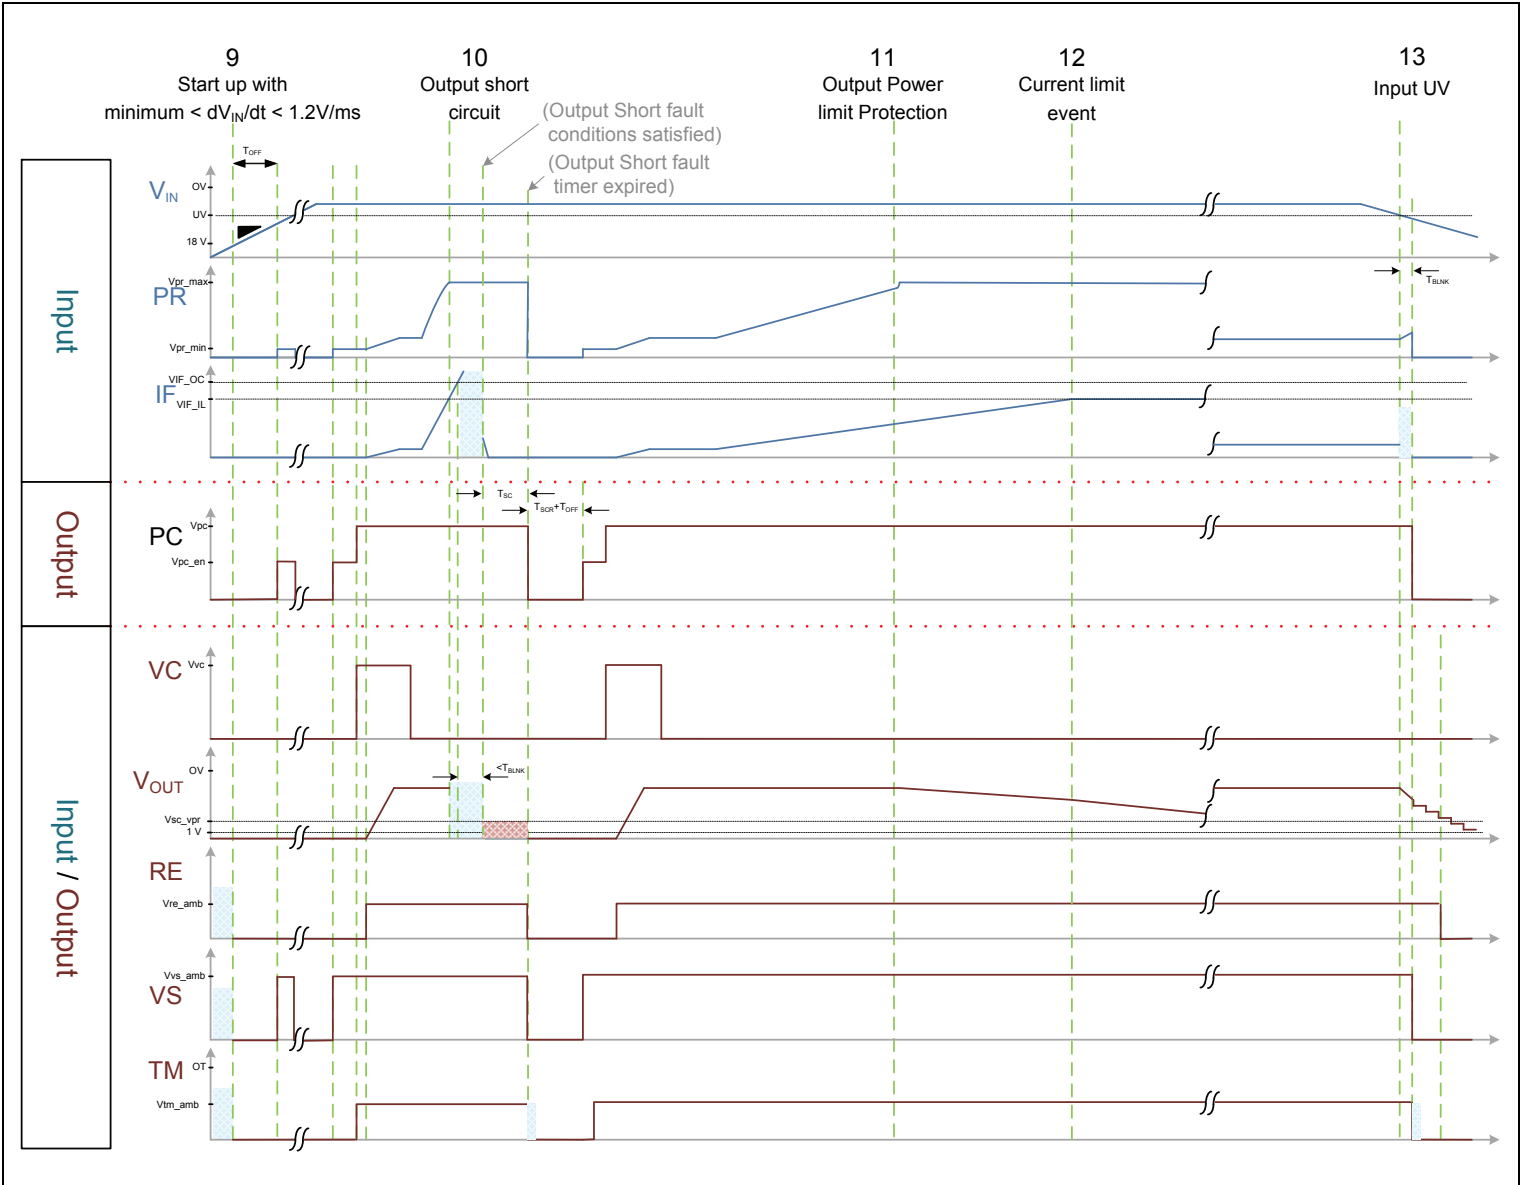 9
Start up with
minimum < dVIN/dt < 1.2V/ms
10
Output short
circuit
(Output Short fault
conditions satisfied)
(Output Short fault
timer expired)
11
Output Power
limit Protection
12
Current limit
event
13
Input UV
Input
TOFF
VIN
OV
UV
18 V
PR
Vpr_max
Vpr_min
TBLNK
IF
VIF_OC
VIF_IL
Output
TSC
TSCR+TOFF
PC
Vpc
Vpc_en
Input / Output
VC
Vvc
VOUT
OV
<TBLNK
Vsc_vpr
1 V
RE
Vre_amb
VS
Vvs_amb
TM
OT
Vtm_amb